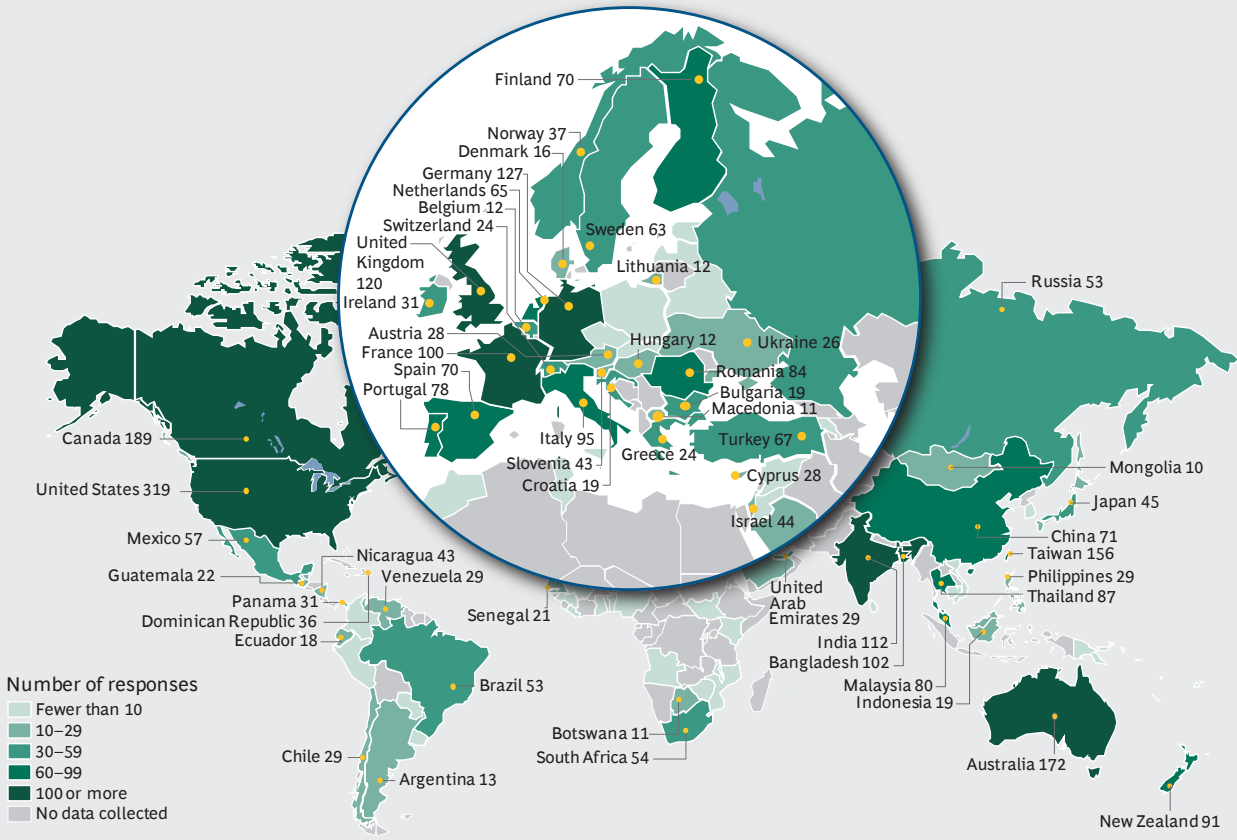 Finland 70
Norway 37
Denmark 16
Germany 127
Netherlands 65
Belgium 12
Switzerland 24
United
Kingdom
120
Ireland 31
Sweden 63
Lithuania 12
Austria 28
France 100
Spain 70
Portugal 78
Hungary 12
Ukraine 26
Romania 84
Bulgaria 19
Macedonia 11
Italy 95
Greece 24
Turkey 67
Slovenia 43
Croatia 19
Cyprus 28
Israel 44
Russia 53
Canada 189
United States 319
Mexico 57
Guatemala 22
Nicaragua 43
Venezuela 29
Panama 31
Dominican Republic 36
Ecuador 18
Brazil 53
Chile 29
Argentina 13
Senegal 21
Botswana 11
South Africa 54
Mongolia 10
Japan 45
China 71
Taiwan 156
Philippines 29
Thailand 87
United
Arab
Emirates 29
India 112
Bangladesh 102
Malaysia 80
Indonesia 19
Australia 172
New Zealand 91
Number of responses
Fewer than 10
10–29
30–59
60–99
100 or more
No data collected